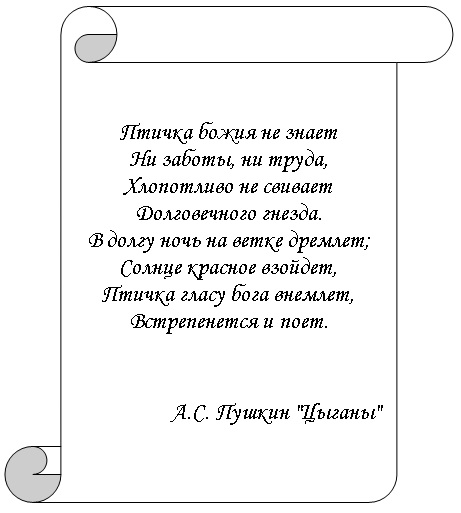 Птичка божия не знает
Ни заботы, ни труда,
Хлопотливо не свивает
Долговечного гнезда.
В долгу ночь на ветке дремлет;
Солнце красное взойдет,
Птичка гласу бога внемлет,
Встрепенется и поет.
А.С. Пушкин "Цыганы"